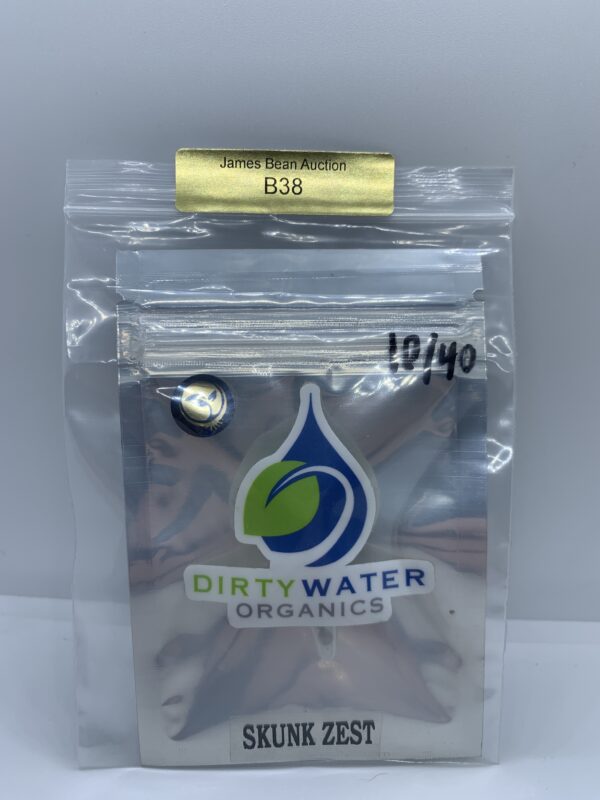 James Bean Auction
B38
10/40
DIRTYWATER
ORGANICS
SKUNK ZEST